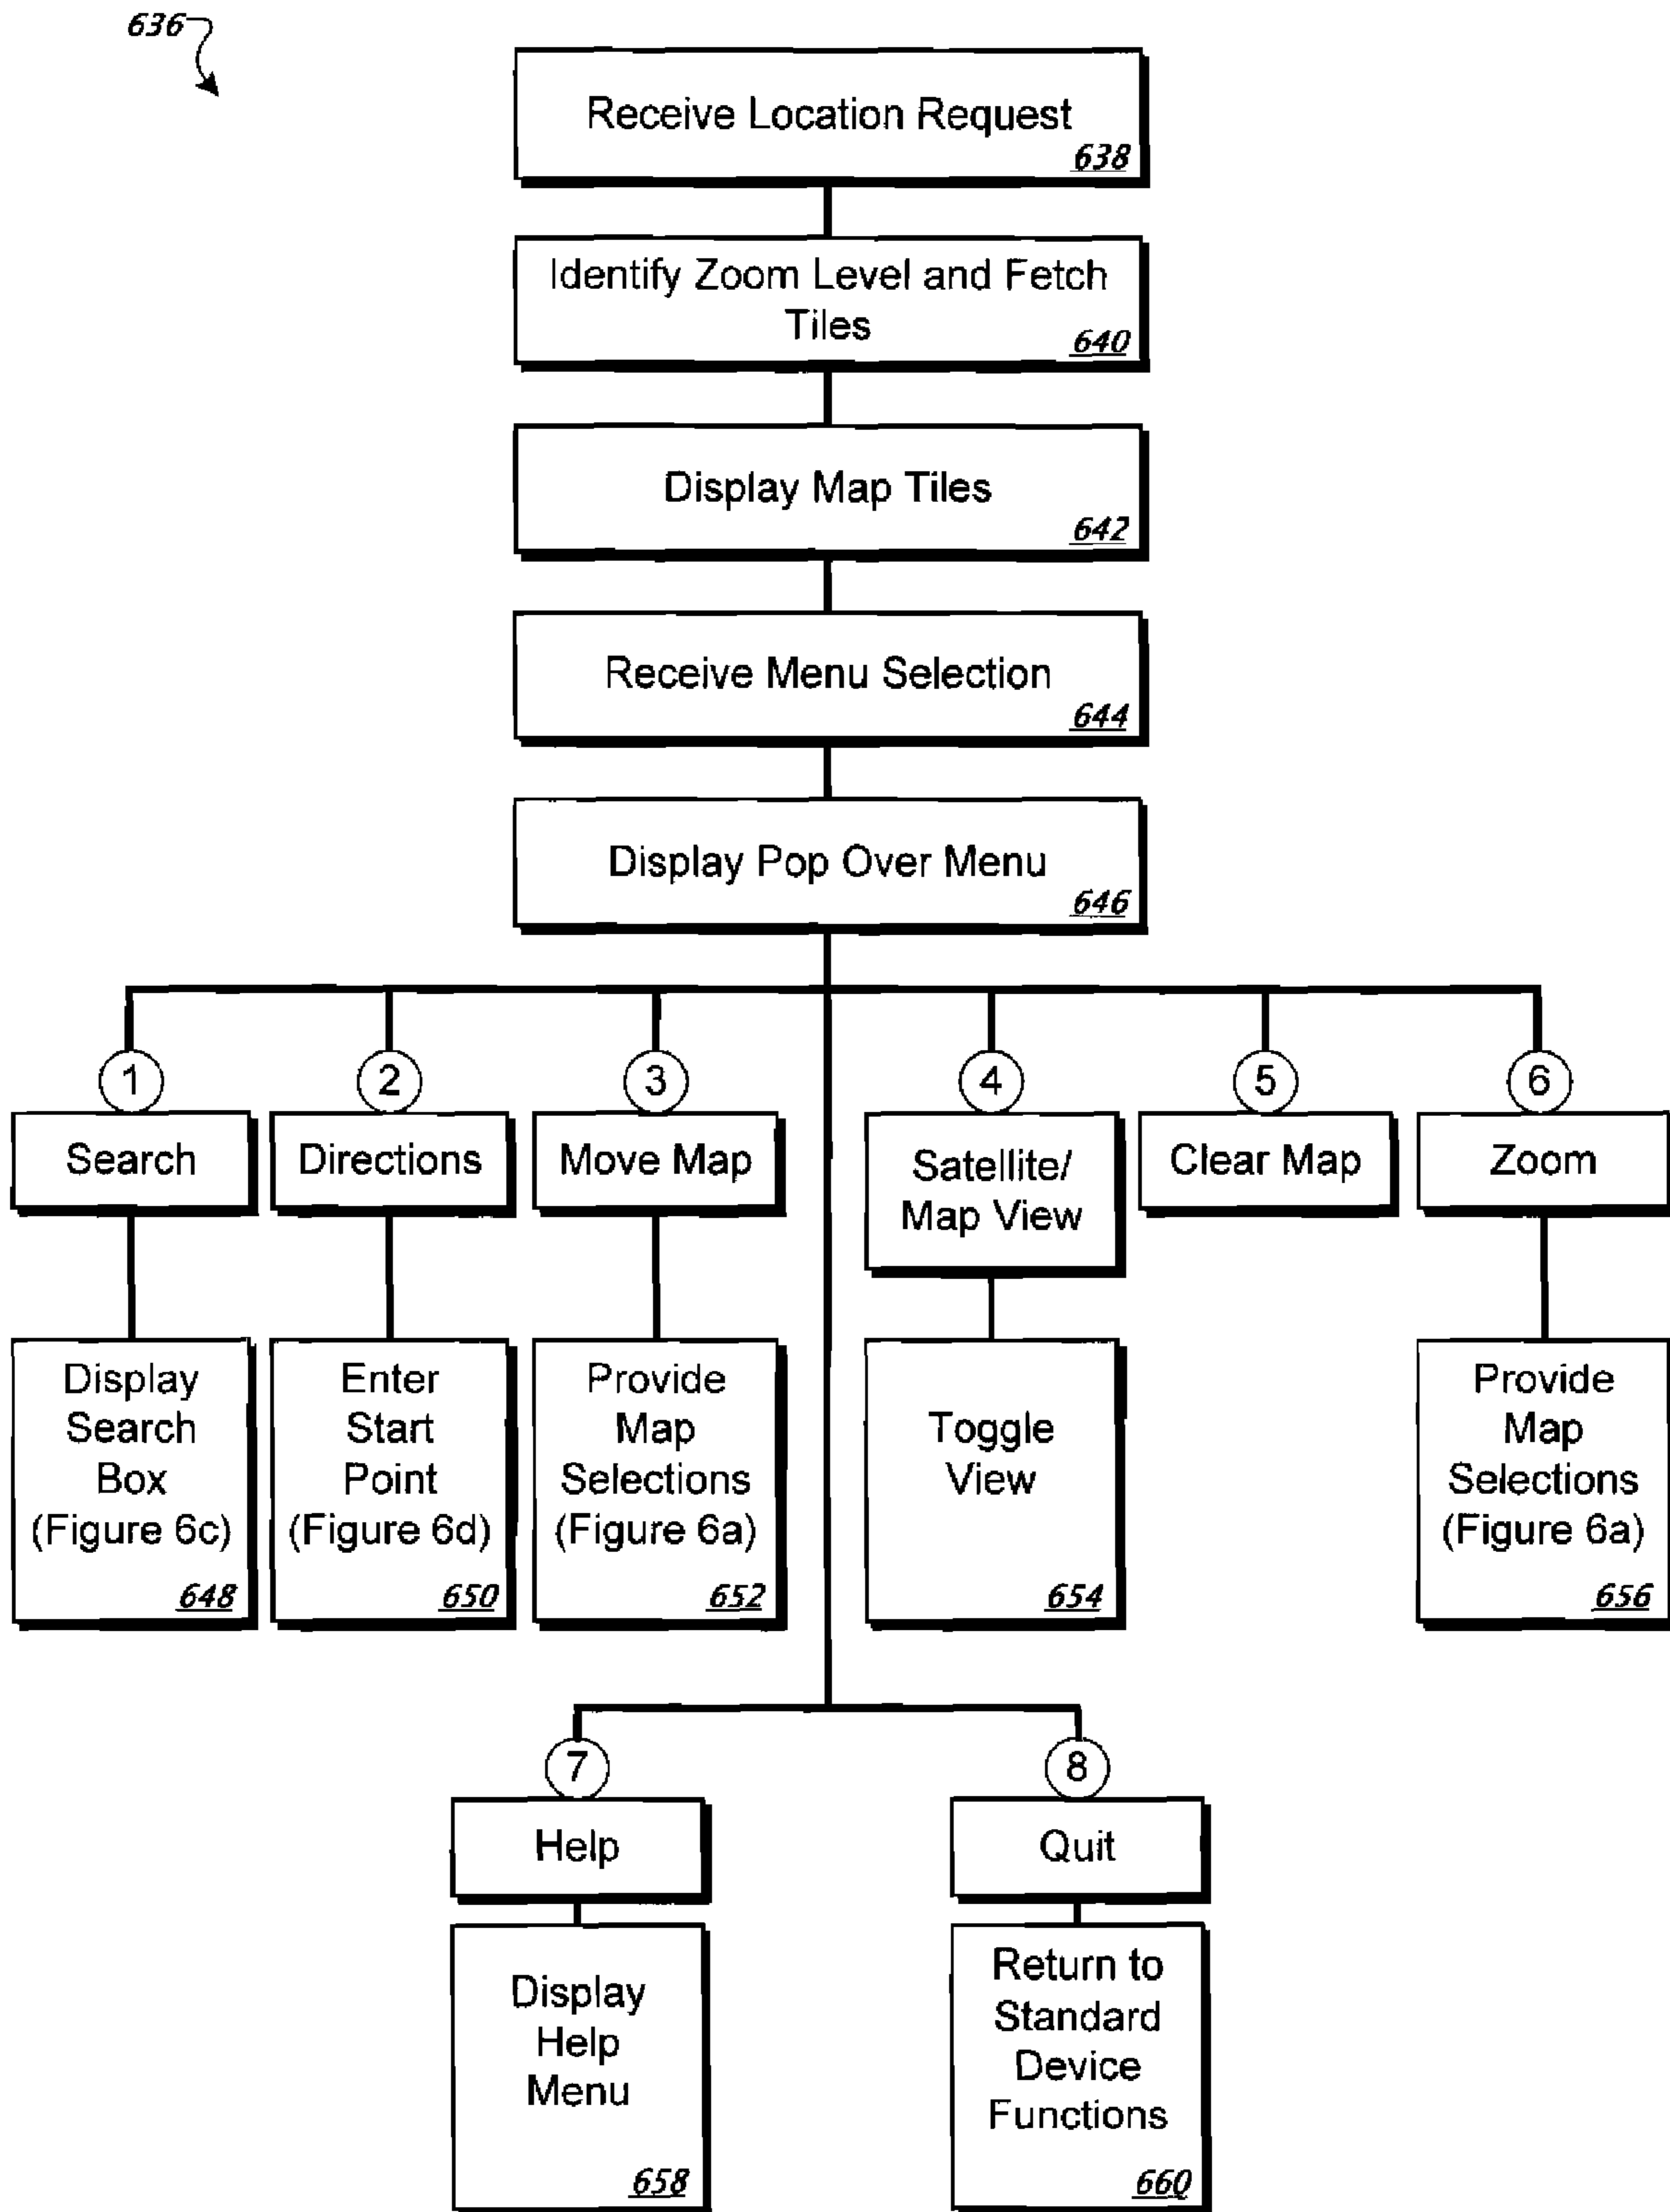 636
Receive Location Request
638
Identify Zoom Level and Fetch
Tiles
640
Display Map Tiles
642
Receive Menu Selection
644
Display Pop Over Menu
646
1
Search
Display
Search
Box
(Figure 6c)
648
2
Directions
Enter
Start
Point
(Figure 6d)
650
3
Move Map
Provide
Map
Selections
(Figure 6a)
652
4
Satellite/
Map View
Toggle
View
654
5
Clear Map
6
Zoom
Provide
Map
Selections
(Figure 6a)
656
7
Help
Display
Help
Menu
658
8
Quit
Return to
Standard
Device
Functions
660